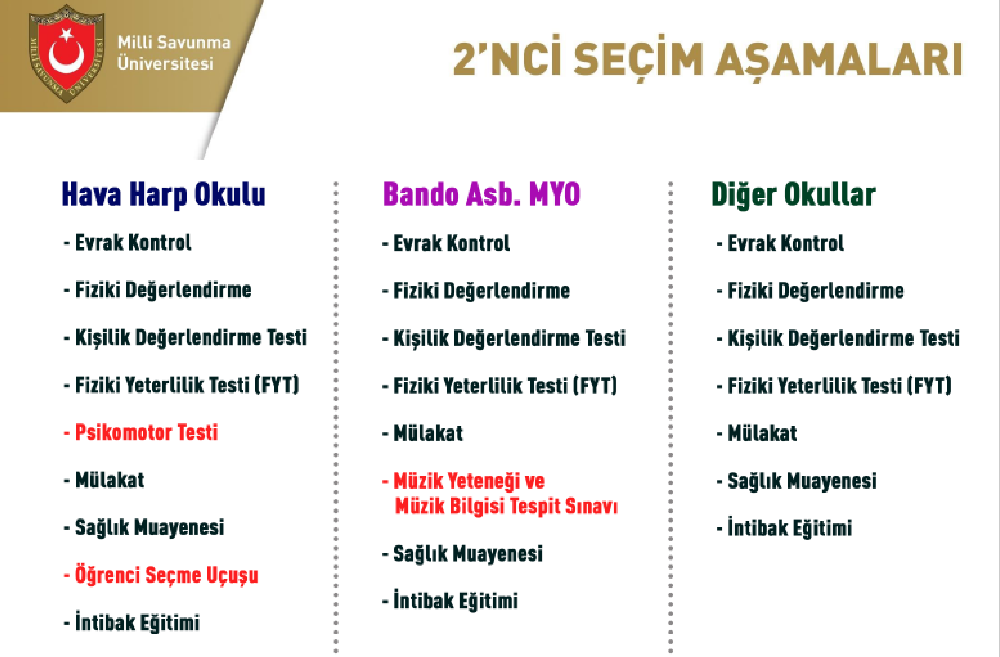 MİLLİ SAVUNMA ÜNİVERSİTESİ
Milli Savunma
Üniversitesi
2'NCİ SEÇİM AŞAMALARI
Hava Harp Okulu
- Evrak Kontrol
- Fiziki Değerlendirme
- Kişilik Değerlendirme Testi
- Fiziki Yeterlilik Testi (FYT)
- Psikomotor Testi
- Mülakat
- Sağlık Muayenesi
- Öğrenci Seçme Uçuşu
- İntibak Eğitimi
Bando Asb. MYO
- Evrak Kontrol
- Fiziki Değerlendirme
- Kişilik Değerlendirme Testi
- Fiziki Yeterlilik Testi (FYT)
- Mülakat
- Müzik Yeteneği ve
Müzik Bilgisi Tespit Sınavı
- Sağlık Muayenesi
- İntibak Eğitimi
Diğer Okullar
- Evrak Kontrol
- Fiziki Değerlendirme
- Kişilik Değerlendirme Testi
- Fiziki Yeterlilik Testi (FYT)
- Mülakat
- Sağlık Muayenesi
- İntibak Eğitimi